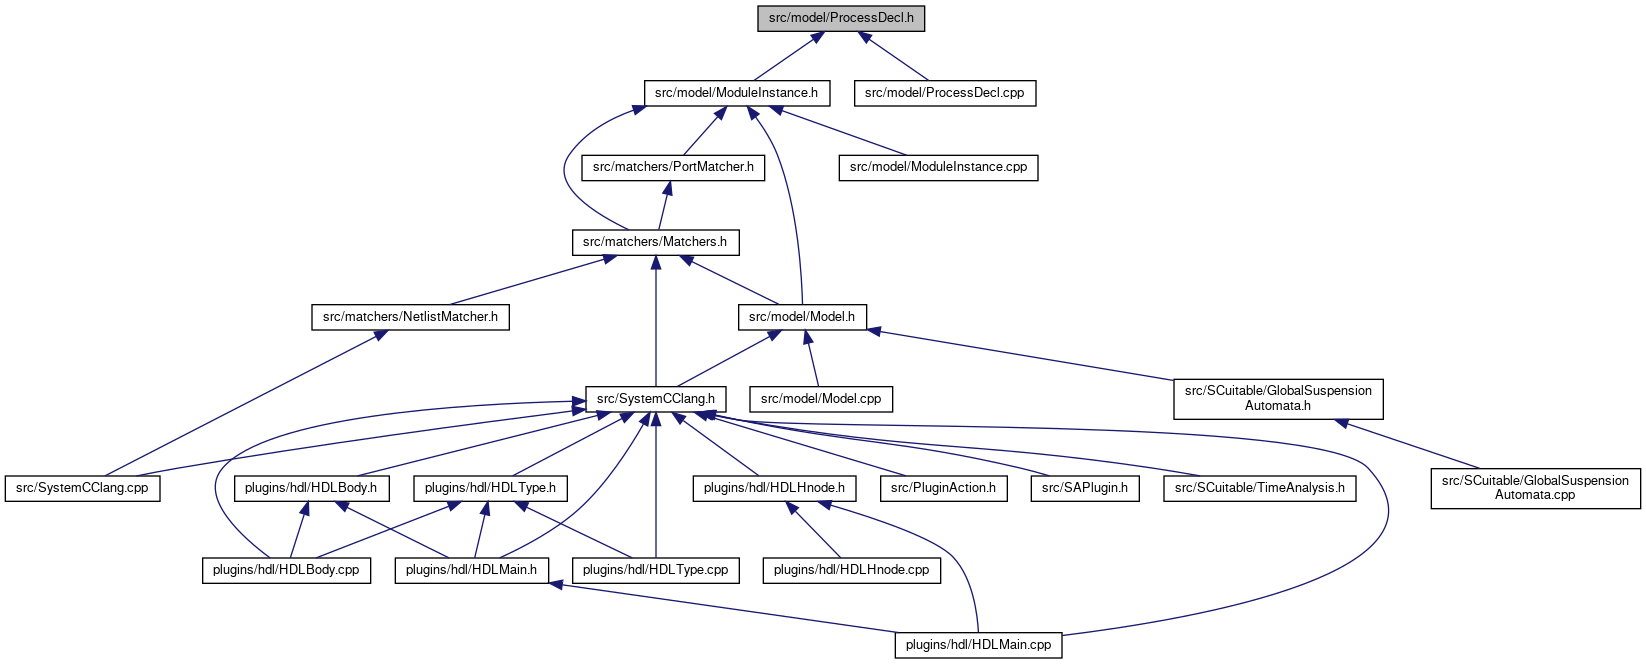 src/model/ProcessDecl.h
src/model/ModuleInstance.h
src/model/ProcessDecl.cpp
src/matchers/PortMatcher.h
src/model/ModuleInstance.cpp
src/matchers/Matchers.h
src/matchers/NetlistMatcher.h
src/model/Model.h
src/SystemCClang.h
src/model/Model.cpp
src/SCuitable/GlobalSuspension
Automata.h
src/SystemCClang.cpp
plugins/hdl/HDLBody.h
plugins/hdl/HDLType.h
plugins/hdl/HDLHnode.h
src/PluginAction.h
src/SAPlugin.h
src/SCuitable/TimeAnalysis.h
src/SCuitable/GlobalSuspension
Automata.cpp
plugins/hdl/HDLBody.cpp
plugins/hdl/HDLMain.h
plugins/hdl/HDLType.cpp
plugins/hdl/HDLHnode.cpp
plugins/hdl/HDLMain.cpp